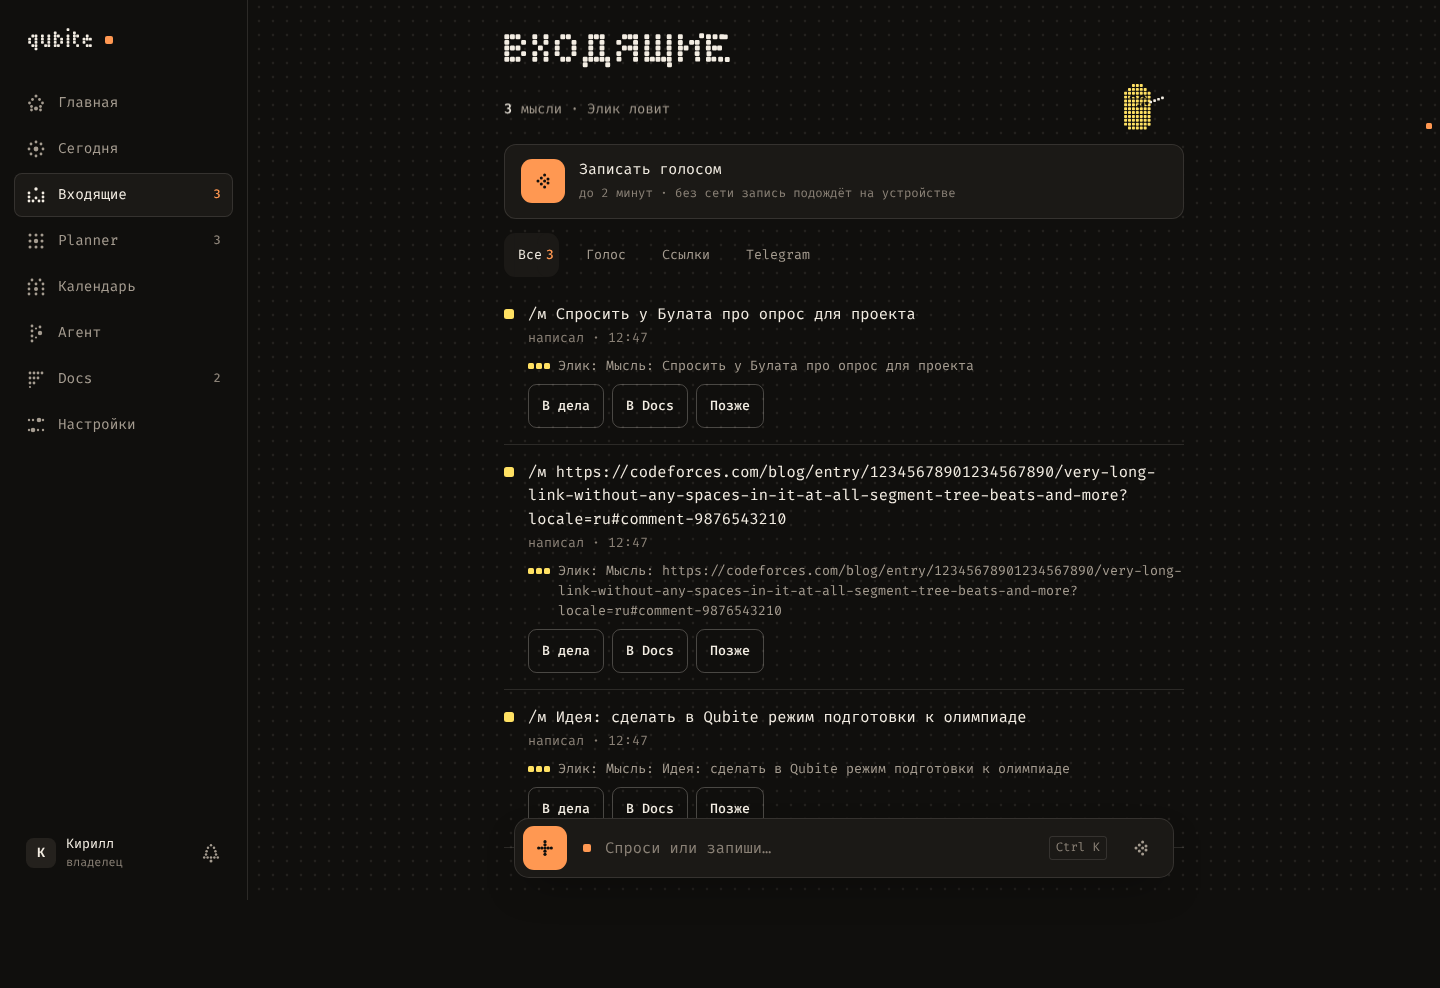 qubite
Главная
Сегодня
Входящие 3
Planner 3
Календарь
Агент
Docs 2
Настройки
Кирилл
К
владелец
ВХОДЯЩИЕ
3 мысли · Элик ловит
Записать голосом
до 2 минут · без сети запись подождёт на устройстве
Все 3 Голос Ссылки Telegram
/м Спросить у Булата про опрос для проекта
написал · 12:47
Элик: Мысль: Спросить у Булата про опрос для проекта
В дела В Docs Позже
/м https://codeforces.com/blog/entry/12345678901234567890/very-long-
link-without-any-spaces-in-it-at-all-segment-tree-beats-and-more?
locale=ru#comment-9876543210
написал · 12:47
Элик: Мысль: https://codeforces.com/blog/entry/12345678901234567890/very-long-
link-without-any-spaces-in-it-at-all-segment-tree-beats-and-more?
locale=ru#comment-9876543210
В дела В Docs Позже
/м Идея: сделать в Qubite режим подготовки к олимпиаде
написал · 12:47
Элик: Мысль: Идея: сделать в Qubite режим подготовки к олимпиаде
В дела В Docs Позже
Спроси или запиши… Ctrl K